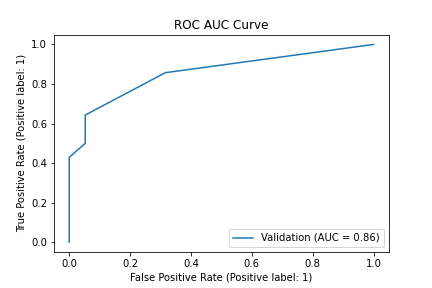 ROC AUC Curve
True Positive Rate (Positive label: 1)
1.0
0.8
0.6
0.4
0.2
0.0
Validation (AUC = 0.86)
0.0 0.2 0.4 0.6 0.8 1.0
False Positive Rate (Positive label: 1)